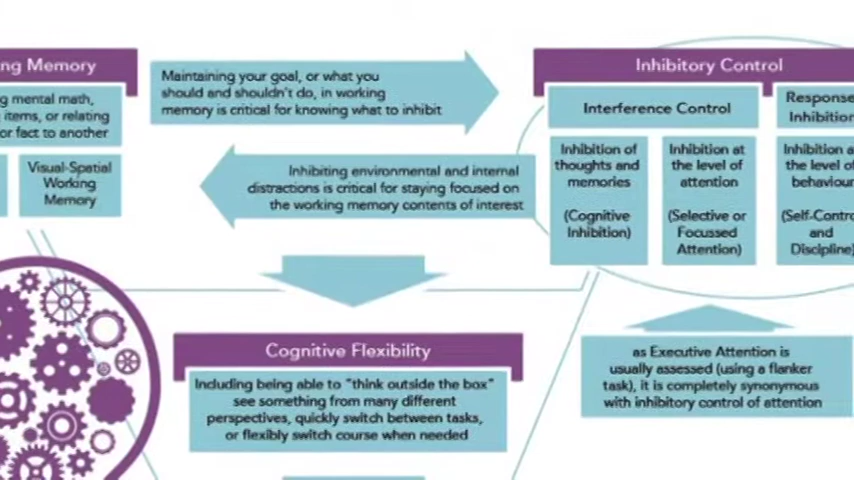 ng Memory
g mental math,
items, or relating
or fact to another
Visual-Spatial
Working
Memory
Maintaining your goal, or what you
should and shouldn't do, in working
memory is critical for knowing what to inhibit
Inhibiting environmental and internal
distractions is critical for staying focused on
the working memory contents of interest
Inhibitory Control
Interference Control
Response
Inhibition
Inhibition of
thoughts and
memories
(Cognitive
Inhibition)
Inhibition at
the level of
attention
(Selective or
Focussed
Attention)
Inhibition a
the level of
behaviour
(Self-Contro
and
Discipline)
Cognitive Flexibility
Including being able to "think outside the box"
see something from many different
perspectives, quickly switch between tasks,
or flexibly switch course when needed
as Executive Attention is
usually assessed (using a flanker
task), it is completely synonymous
with inhibitory control of attention